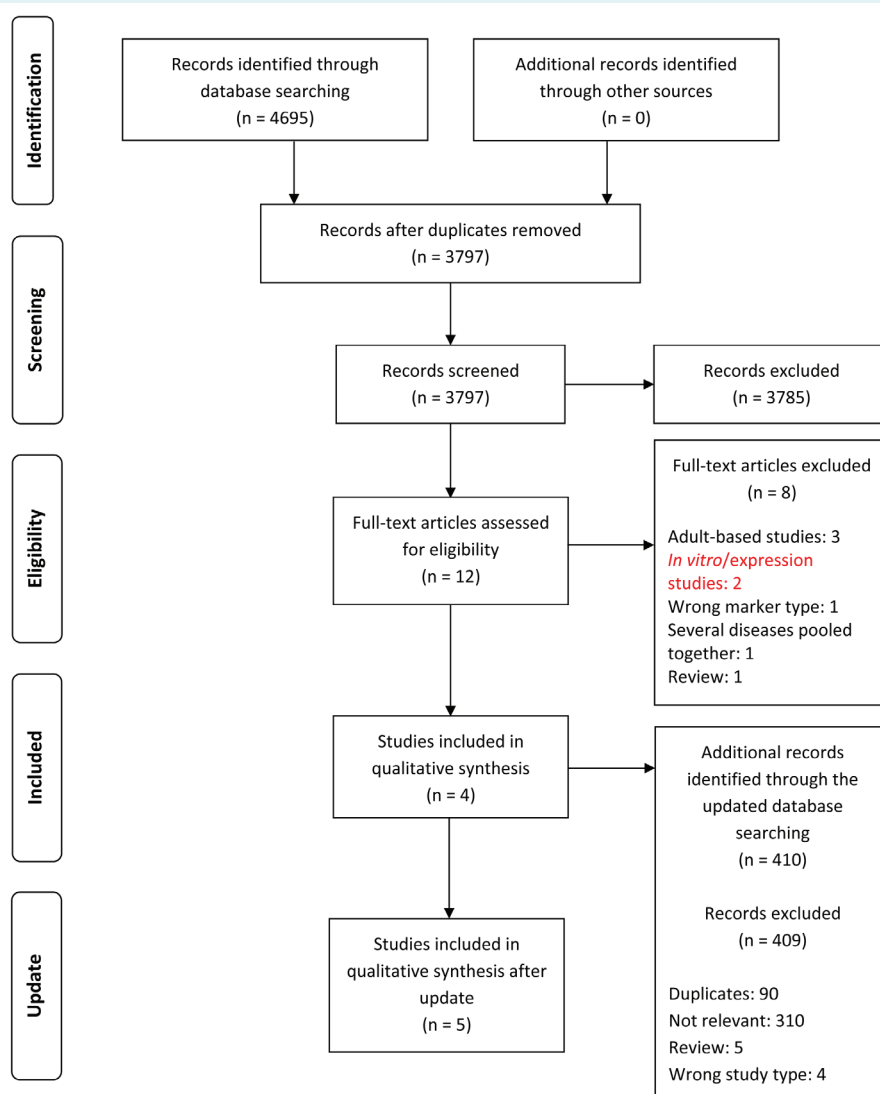 Identification
Records identified through
database searching
(n = 4695)
Additional records identified
through other sources
(n = 0)
Records after duplicates removed
(n = 3797)
Screening
Records screened
(n = 3797)
Records excluded
(n = 3785)
Eligibility
Full-text articles assessed
for eligibility
(n = 12)
Full-text articles excluded
(n = 8)
Adult-based studies: 3
In vitro/expression
studies: 2
Wrong marker type: 1
Several diseases pooled
together: 1
Review: 1
Included
Studies included in
qualitative synthesis
(n = 4)
Additional records
identified through the
updated database
searching
(n = 410)
Records excluded
(n = 409)
Duplicates: 90
Not relevant: 310
Review: 5
Wrong study type: 4
Update
Studies included in
qualitative synthesis after
update
(n = 5)